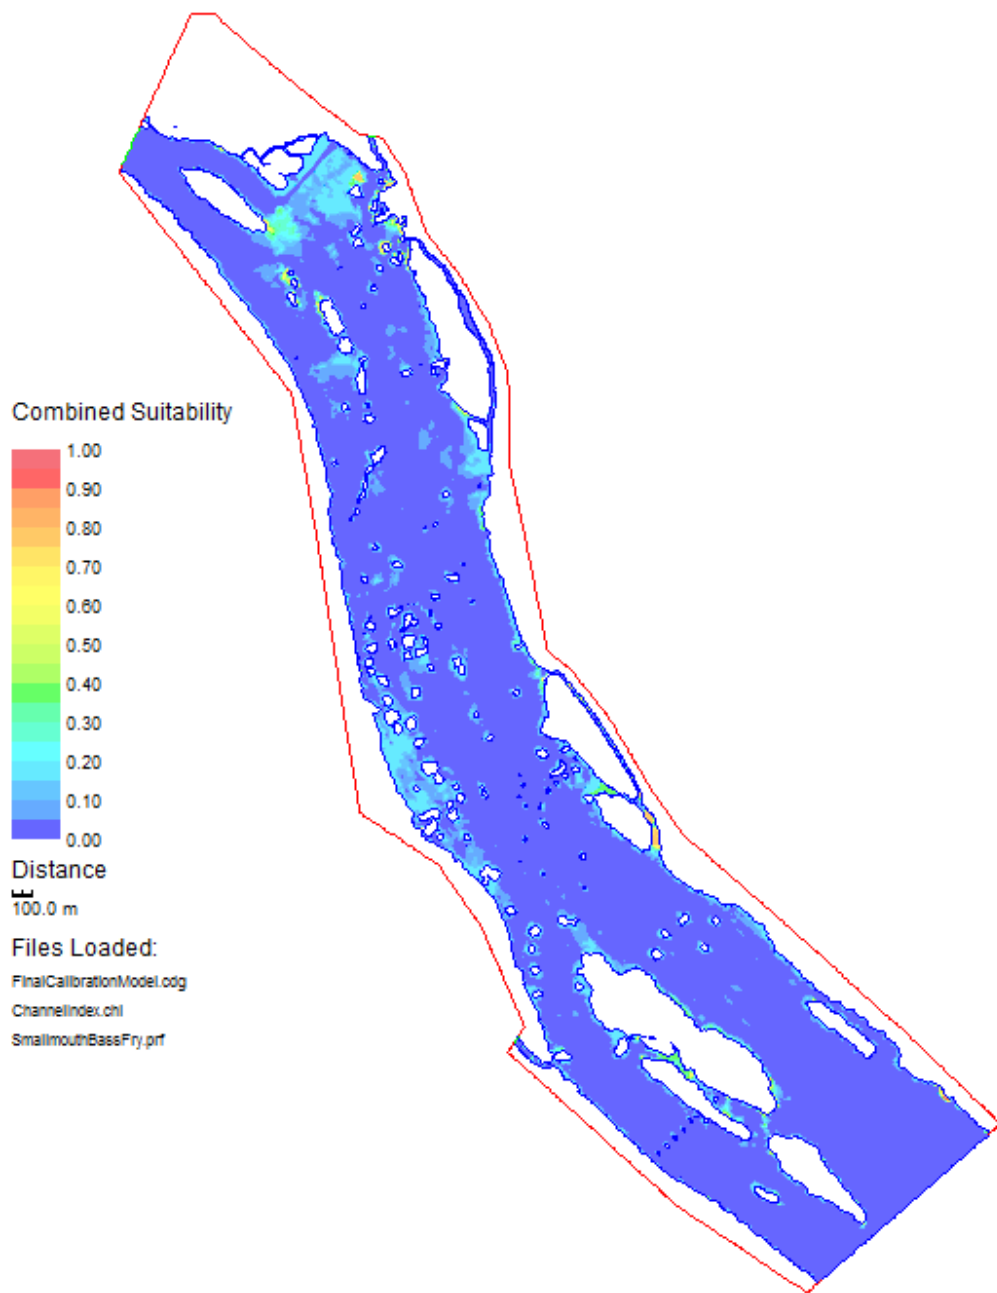 Combined Suitability
1.00
0.90
0.80
0.70
0.60
0.50
0.40
0.30
0.20
0.10
0.00
Distance
100.0 m
Files Loaded:
FinalCalibrationModel.cdg
ChannelIndex.chi
SmallmouthBassFry.prf